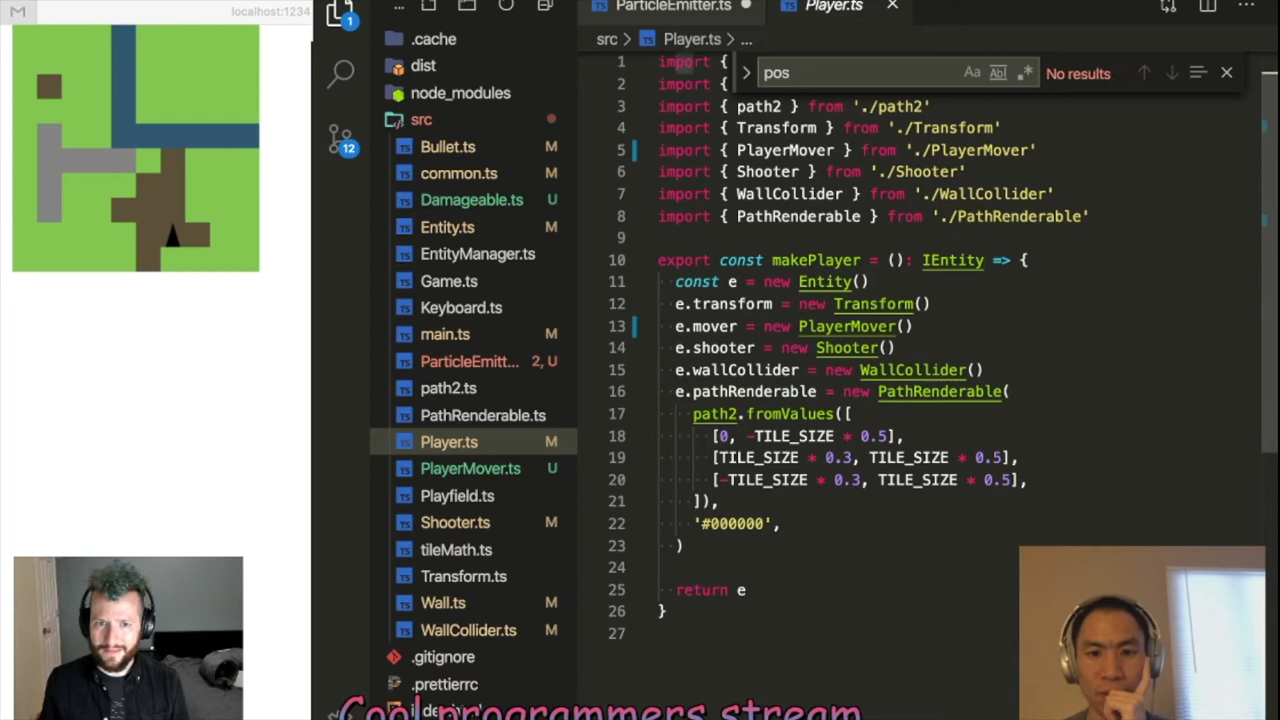 localhost:1234
1
12
.cache
dist
node_modules
src
Bullet.ts M
common.ts M
Damageable.ts U
Entity.ts M
EntityManager.ts
Game.ts
Keyboard.ts
main.ts M
ParticleEmitt... 2, U
path2.ts
PathRenderable.ts
Player.ts M
PlayerMover.ts U
Playfield.ts
Shooter.ts M
tileMath.ts
Transform.ts
Wall.ts M
WallCollider.ts M
.gitignore
.prettierrc
ParticleEmitter.ts
Player.ts
src > Player.ts > ...
pos
Aa Abl No results
1 import {
2 import {
3 import { path2 } from './path2'
4 import { Transform } from './Transform'
5 import { PlayerMover } from './PlayerMover'
6 import { Shooter } from './Shooter'
7 import { WallCollider } from './WallCollider'
8 import { PathRenderable } from './PathRenderable'
9
10 export const makePlayer = (): IEntity => {
11 const e = new Entity()
12 e.transform = new Transform()
13 e.mover = new PlayerMover()
14 e.shooter = new Shooter()
15 e.wallCollider = new WallCollider()
16 e.pathRenderable = new PathRenderable(
17 path2.fromValues([
18 [0, -TILE_SIZE * 0.5],
19 [TILE_SIZE * 0.3, TILE_SIZE * 0.5],
20 [-TILE_SIZE * 0.3, TILE_SIZE * 0.5],
21 ]),
22 '#000000',
23 )
24
25 return e
26 }
27
Cool programmers stream